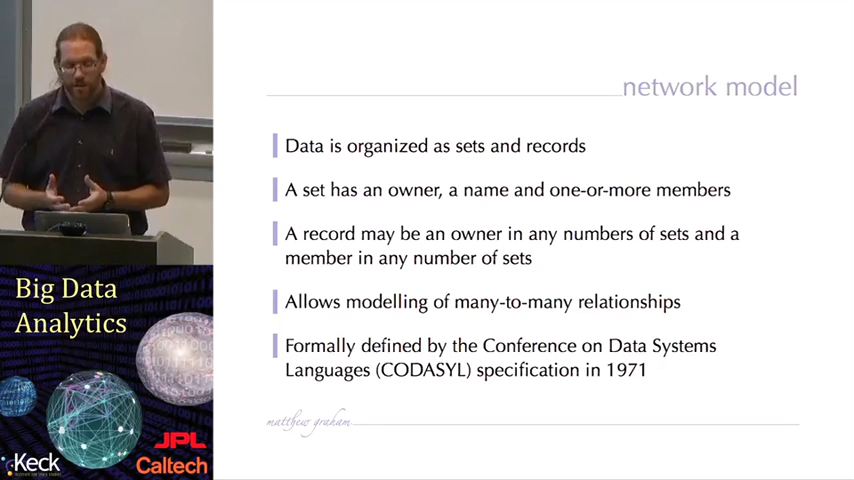 network model
Data is organized as sets and records
A set has an owner, a name and one-or-more members
A record may be an owner in any numbers of sets and a
member in any number of sets
Allows modelling of many-to-many relationships
Formally defined by the Conference on Data Systems
Languages (CODASYL) specification in 1971
matthew graham
Big Data
Analytics
JPL
Keck
Caltech